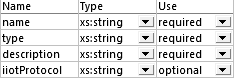 Name Type Use
name xs:string required
type xs:string required
description xs:string required
iiotProtocol xs:string optional